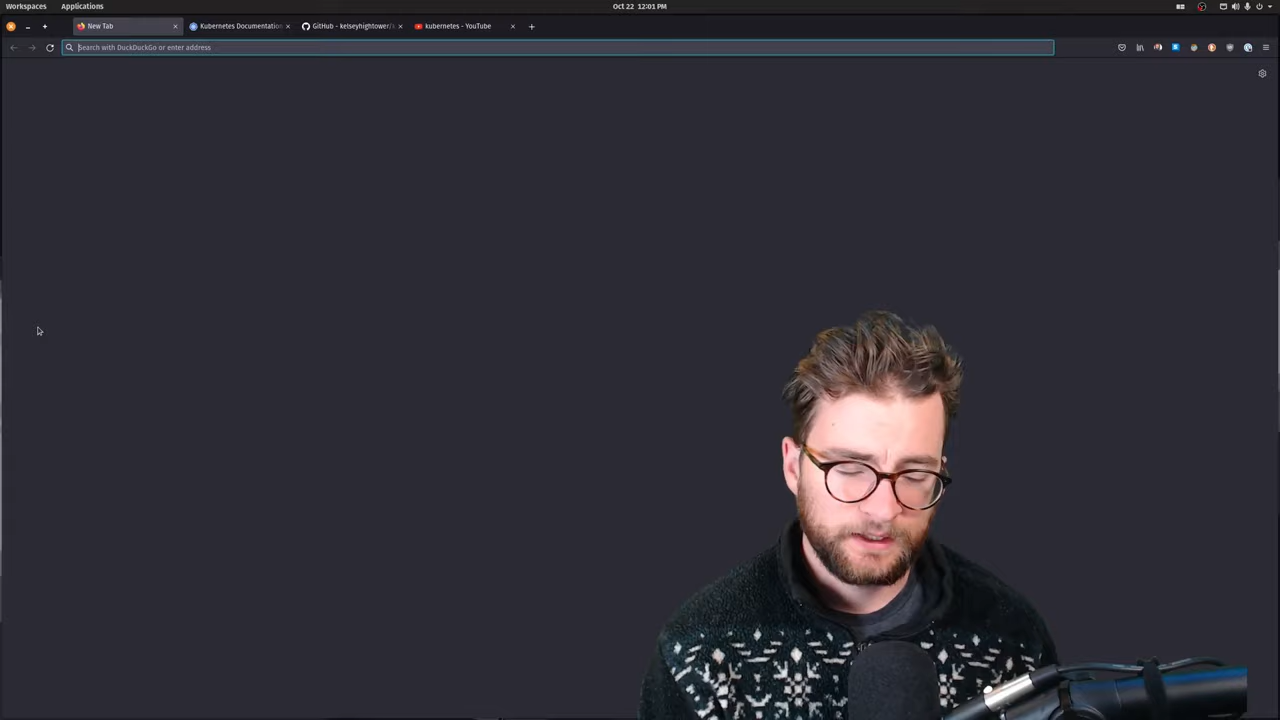 Workspaces Applications Oct 22 12:01 PM
New Tab Kubernetes Documentation GitHub - kelseyhightower/ kubernetes - YouTube
Search with DuckDuckGo or enter address